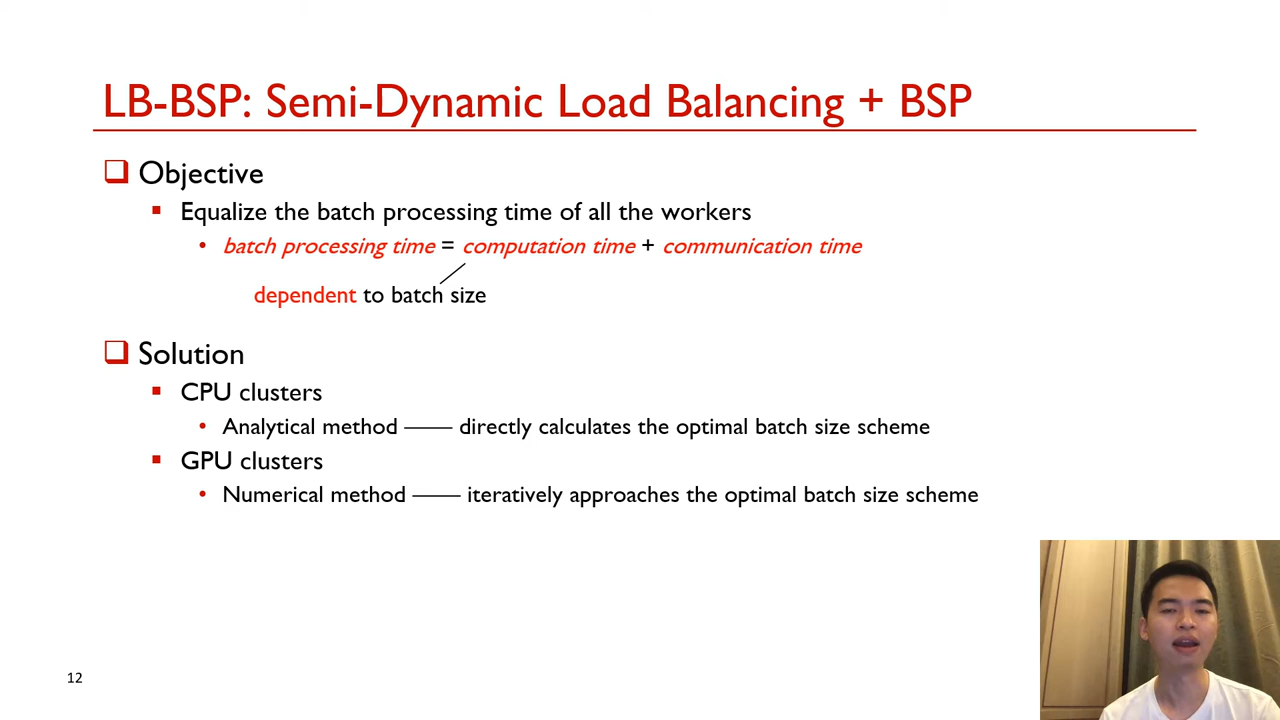 LB-BSP: Semi-Dynamic Load Balancing + BSP
Objective
Equalize the batch processing time of all the workers
batch processing time = computation time + communication time
dependent to batch size
Solution
CPU clusters
Analytical method —— directly calculates the optimal batch size scheme
GPU clusters
Numerical method —— iteratively approaches the optimal batch size scheme
12